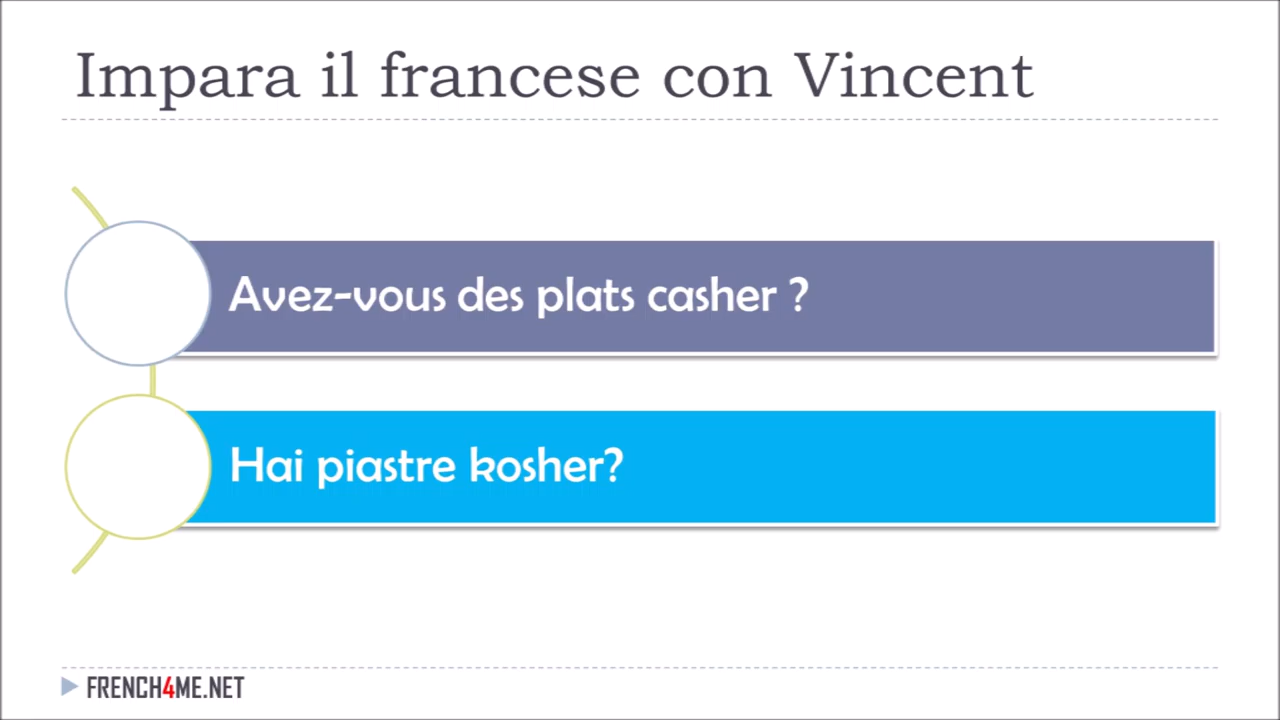 Impara il francese con Vincent
Avez-vous des plats casher ?
Hai piastre kosher?
FRENCH4ME.NET